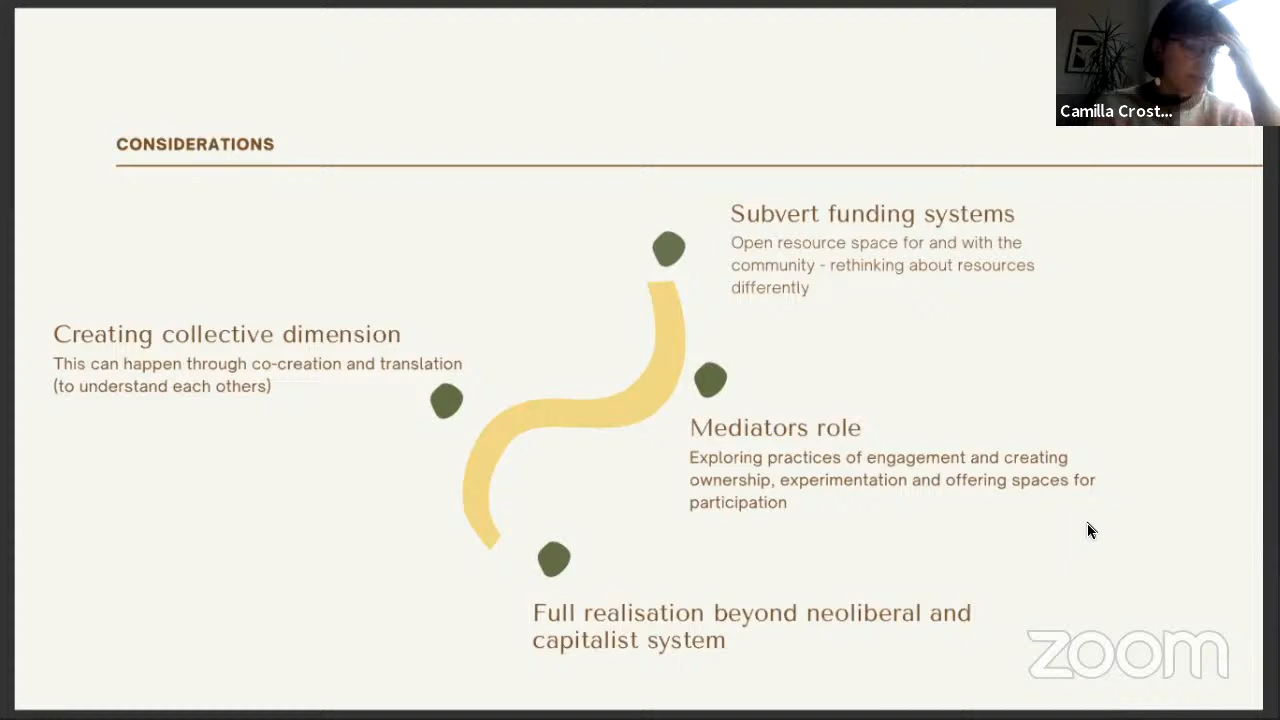 Camilla Crost...
CONSIDERATIONS
Subvert funding systems
Open resource space for and with the
community - rethinking about resources
differently
Creating collective dimension
This can happen through co-creation and translation
(to understand each others)
Mediators role
Exploring practices of engagement and creating
ownership, experimentation and offering spaces for
participation
Full realisation beyond neoliberal and
capitalist system
zoom